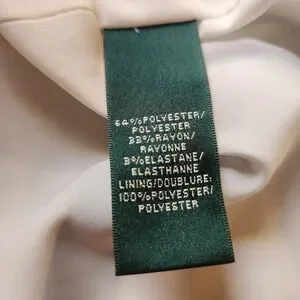 64%POLYESTER/
POLYESTER
33%RAYON/
RAYONNE
3%ELASTANE/
ELASTHANNE
LINING/DOUBLURE:
100%POLYESTER/
POLYESTER